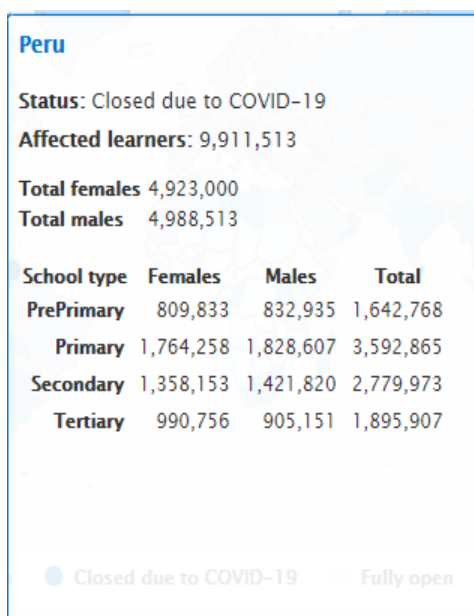 Peru
Status: Closed due to COVID-19
Affected learners: 9,911,513
Total females 4,923,000
Total males 4,988,513
School type Females Males Total
PrePrimary 809,833 832,935 1,642,768
Primary 1,764,258 1,828,607 3,592,865
Secondary 1,358,153 1,421,820 2,779,973
Tertiary 990,756 905,151 1,895,907
Closed due to COVID-19 Fully open